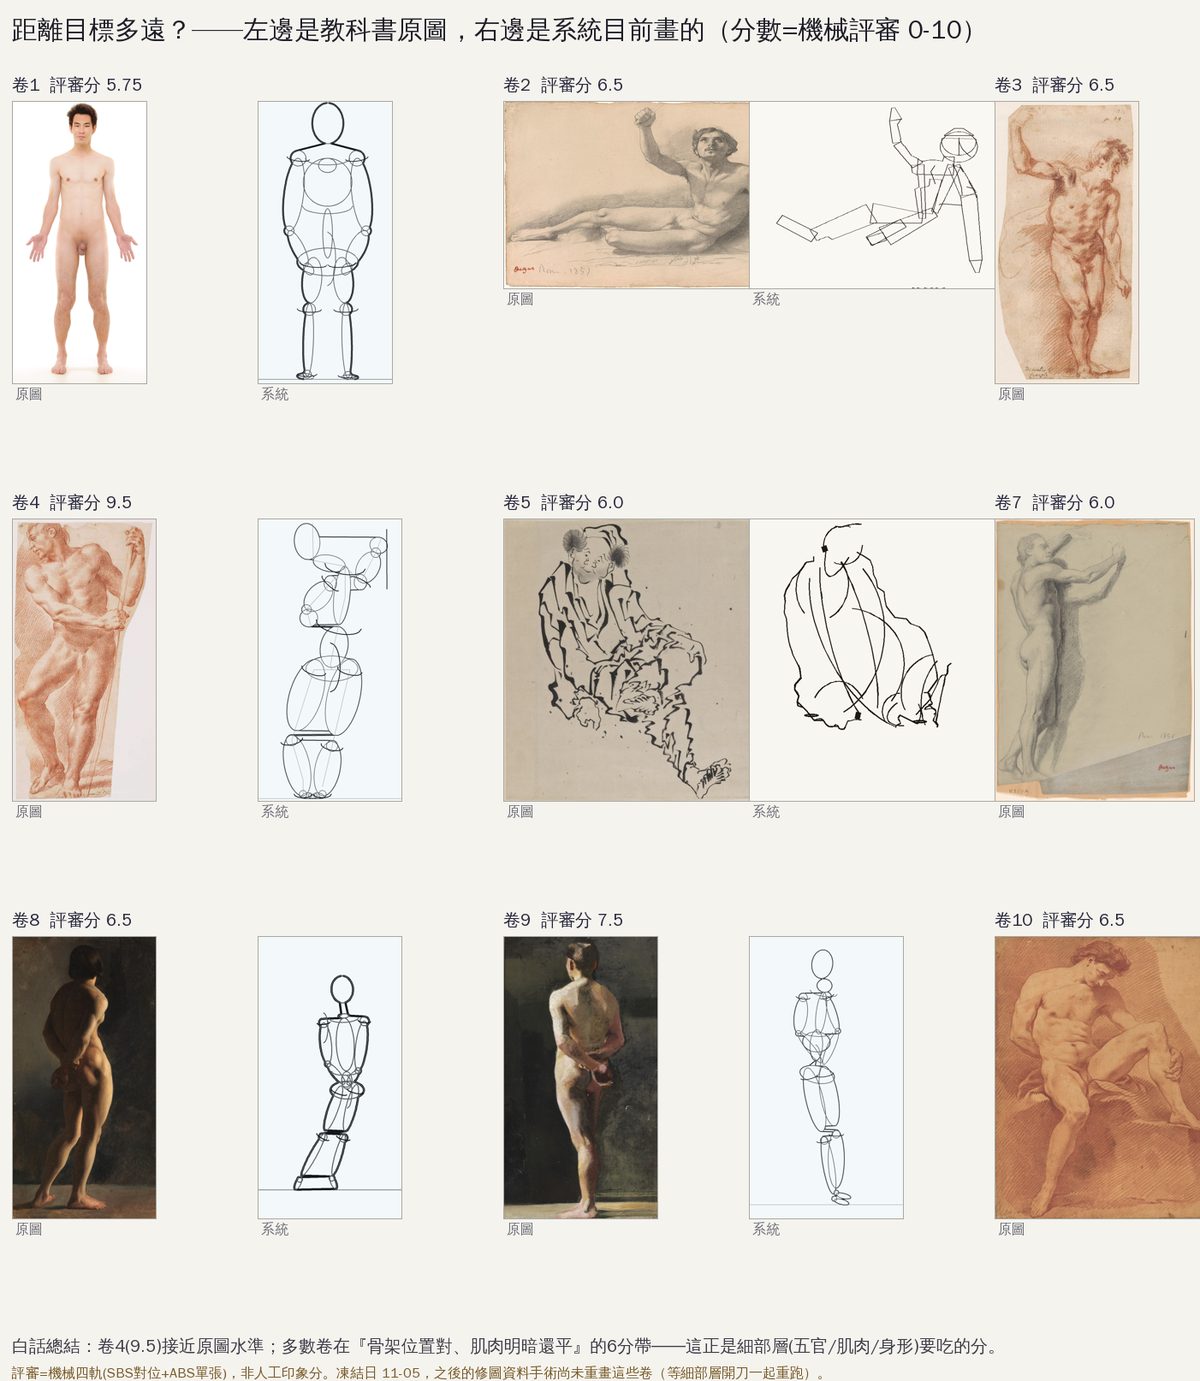 距離目標多遠？——左邊是教科書原圖，右邊是系統目前畫的（分數=機械評審 0-10）
卷1  評審分 5.75
卷2  評審分 6.5
卷3  評審分 6.5
原圖
系統
原圖
系統
原圖
卷4  評審分 9.5
卷5  評審分 6.0
卷7  評審分 6.0
原圖
系統
原圖
系統
原圖
卷8  評審分 6.5
卷9  評審分 7.5
卷10  評審分 6.5
原圖
系統
原圖
系統
原圖
白話總結：卷4(9.5)接近原圖水準；多數卷在『骨架位置對、肌肉明暗還平』的6分帶——這正是細部層(五官/肌肉/身形)要吃的分。
評審=機械四軌(SBS對位+ABS單張)，非人工印象分。凍結日 11-05，之後的修圖資料手術尚未重畫這些卷（等細部層開刀一起重跑）。